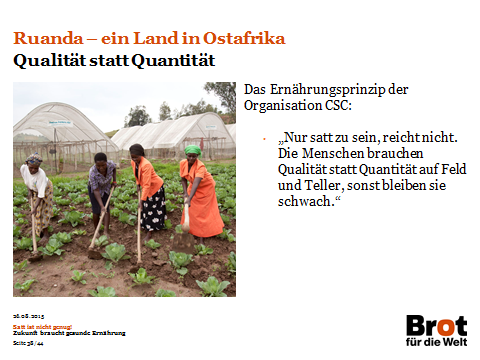 Ruanda – ein Land in Ostafrika
Qualität statt Quantität
Das Ernährungsprinzip der
Organisation CSC:
„Nur satt zu sein, reicht nicht.
Die Menschen brauchen
Qualität statt Quantität auf Feld
und Teller, sonst bleiben sie
schwach.“
26.08.2015
Satt ist nicht genug!
Zukunft braucht gesunde Ernährung
Seite 38/44
Brot
für die Welt